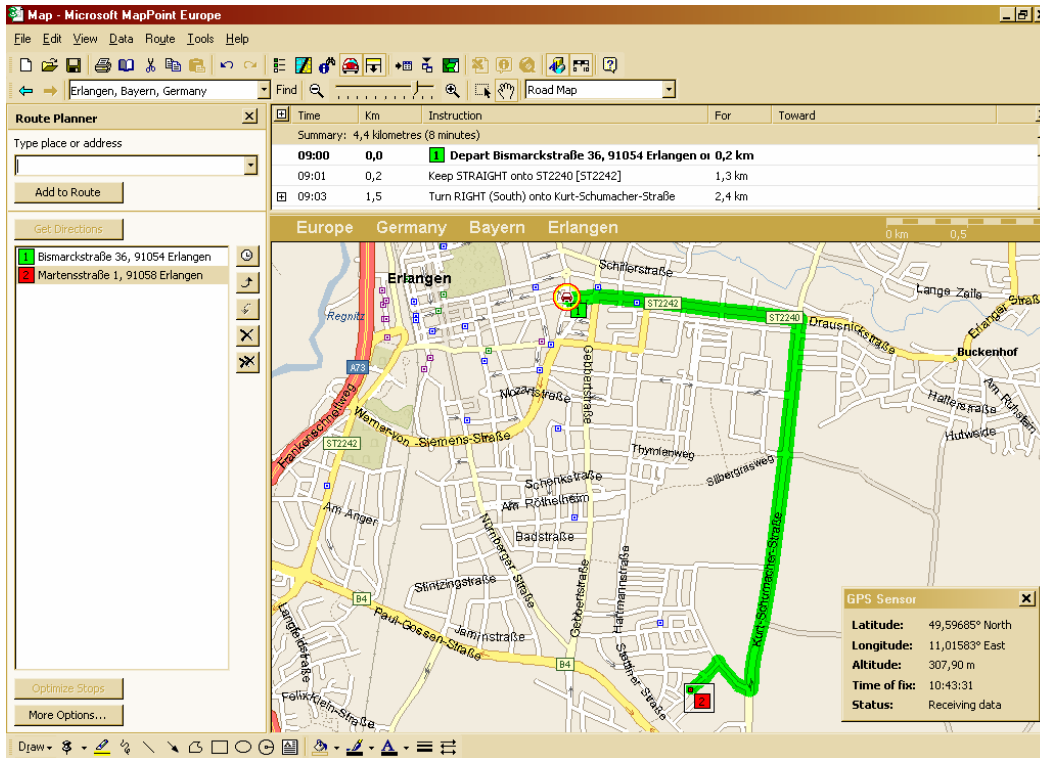 Map - Microsoft MapPoint Europe
File Edit View Data Route Tools Help
Erlangen, Bayern, Germany Find Road Map
Route Planner
Type place or address
Add to Route
Get Directions
1 Bismarckstraße 36, 91054 Erlangen
2 Martensstraße 1, 91058 Erlangen
Optimize Stops
More Options...
Time Km Instruction For Toward
Summary: 4,4 kilometres (8 minutes)
09:00 0,0 1 Depart Bismarckstraße 36, 91054 Erlangen 0,2 km
09:01 0,2 Keep STRAIGHT onto ST2240 [ST2242] 1,3 km
09:03 1,5 Turn RIGHT (South) onto Kurt-Schumacher-Straße 2,4 km
Europe Germany Bayern Erlangen
0 km 0,5
Schillerstraße
Erlangen
Lange Zeile
Erlanger Straße
Regnitz
1
ST2242
ST2240
Drausnickstraße
Buckenhof
A73
Gebbertstraße
Mozartstraße
Am Ruhstein
Hallerstraße
Hutweide
Frankenschnellweg
Werner-von -Siemens-Straße
ST2242
Thymianweg
Silbergrasweg
Schenkstraße
Am Röthelheim
Am Anger
Badstraße
Nürnberger Straße
Stintzingstraße
Gebbertstraße
Hartmannstraße
Kurt-Schumacher-Straße
B4
Paul-Gossen-Straße
Jaminstraße
Langfeldstraße
B4
Stettiner Straße
Felix-Klein-Straße
2
GPS Sensor
Latitude: 49,59685° North
Longitude: 11,01583° East
Altitude: 307,90 m
Time of fix: 10:43:31
Status: Receiving data
Draw